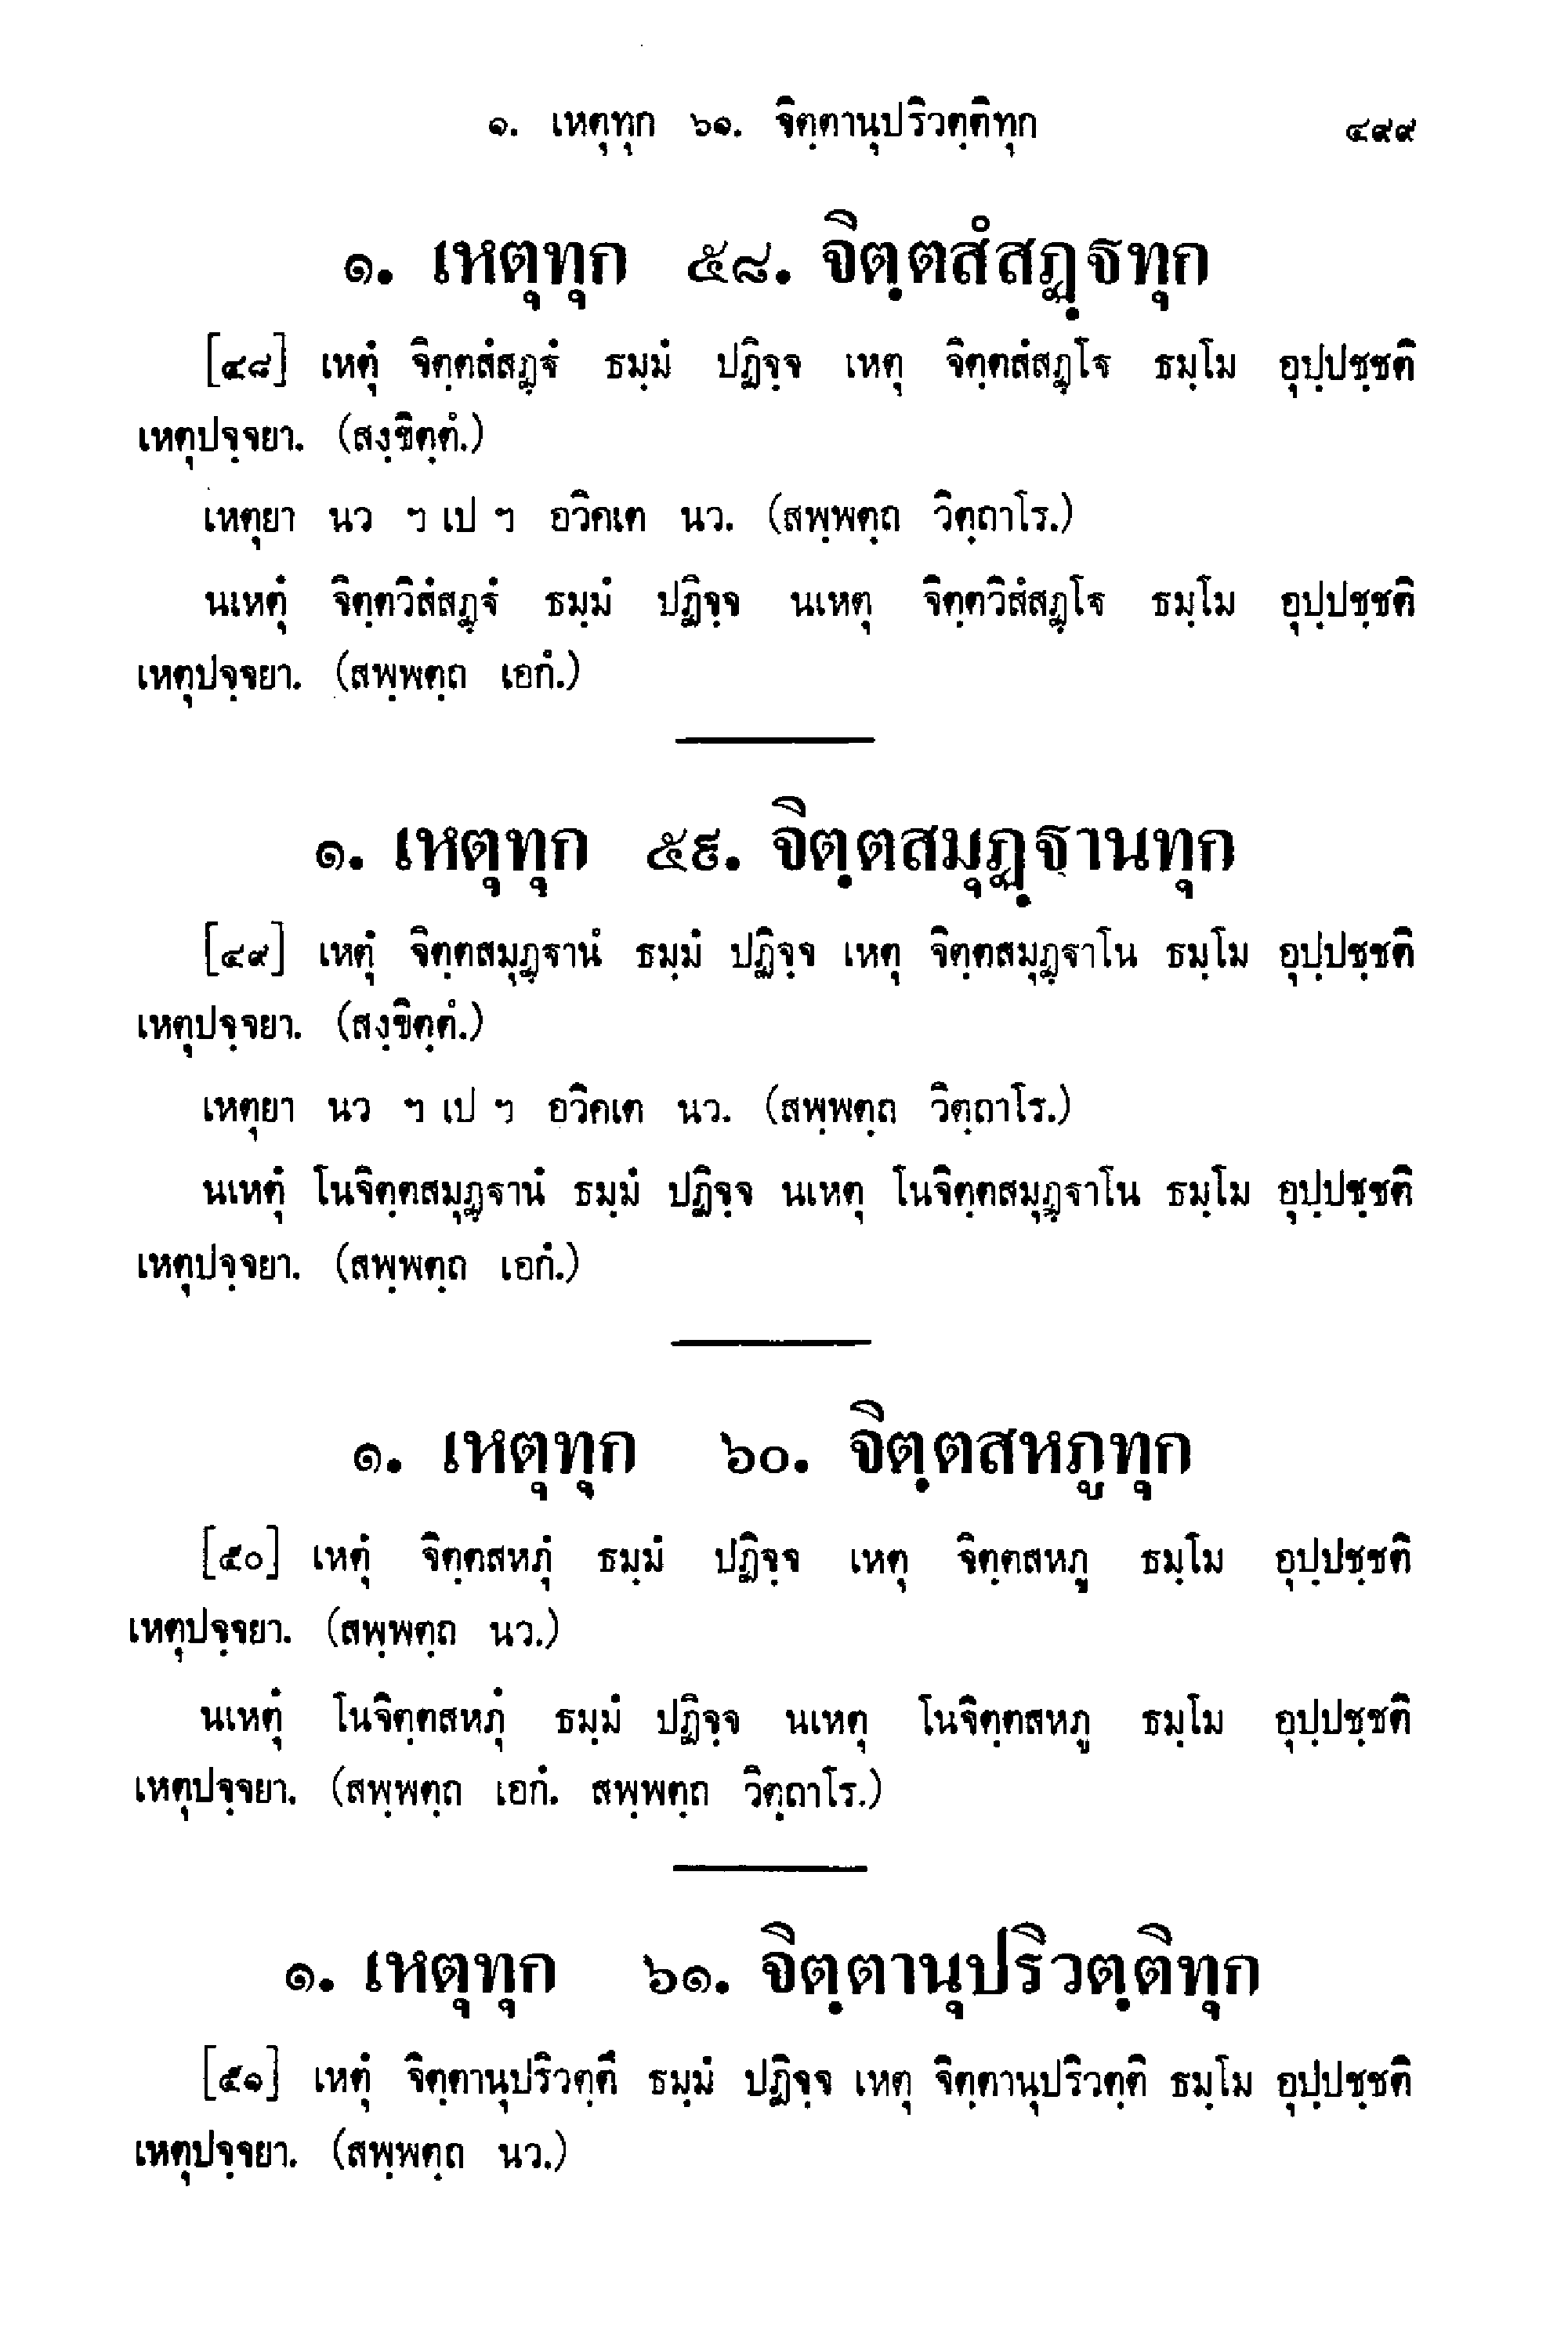 ๑. เหตุทุก ๖๑. จิตฺตานุปริวตฺติทุก ๔๙๙
๑. เหตุทุก ๕๘. จิตฺตสํสฏฺฐทุก
[๔๘] เหตุํ จิตฺตสํสฏฺฐํ ธมฺมํ ปฏิจฺจ เหตุ จิตฺตสํสฏฺโฐ ธมฺโม อุปฺปชฺชติ
เหตุปจฺจยา. (สงฺขิตฺตํ.)
เหตุยา นว ฯ เป ฯ อวิคเต นว. (สพฺพตฺถ วิตฺถาโร.)
นเหตุํ จิตฺตวิสํสฏฺฐํ ธมฺมํ ปฏิจฺจ นเหตุ จิตฺตวิสํสฏฺโฐ ธมฺโม อุปฺปชฺชติ
เหตุปจฺจยา. (สพฺพตฺถ เอกํ.)
๑. เหตุทุก ๕๙. จิตฺตสมุฏฺฐานทุก
[๔๙] เหตุํ จิตฺตสมุฏฺฐานํ ธมฺมํ ปฏิจฺจ เหตุ จิตฺตสมุฏฺฐาโน ธมฺโม อุปฺปชฺชติ
เหตุปจฺจยา. (สงฺขิตฺตํ.)
เหตุยา นว ฯ เป ฯ อวิคเต นว. (สพฺพตฺถ วิตฺถาโร.)
นเหตุํ โนจิตฺตสมุฏฺฐานํ ธมฺมํ ปฏิจฺจ นเหตุ โนจิตฺตสมุฏฺฐาโน ธมฺโม อุปฺปชฺชติ
เหตุปจฺจยา. (สพฺพตฺถ เอกํ.)
๑. เหตุทุก ๖๐. จิตฺตสหภูทุก
[๕๐] เหตุํ จิตฺตสหภุํ ธมฺมํ ปฏิจฺจ เหตุ จิตฺตสหภู ธมฺโม อุปฺปชฺชติ
เหตุปจฺจยา. (สพฺพตฺถ นว.)
นเหตุํ โนจิตฺตสหภุํ ธมฺมํ ปฏิจฺจ นเหตุ โนจิตฺตสหภู ธมฺโม อุปฺปชฺชติ
เหตุปจฺจยา. (สพฺพตฺถ เอกํ. สพฺพตฺถ วิตฺถาโร.)
๑. เหตุทุก ๖๑. จิตฺตานุปริวตฺติทุก
[๕๑] เหตุํ จิตฺตานุปริวตฺตึ ธมฺมํ ปฏิจฺจ เหตุ จิตฺตานุปริวตฺติ ธมฺโม อุปฺปชฺชติ
เหตุปจฺจยา. (สพฺพตฺถ นว.)